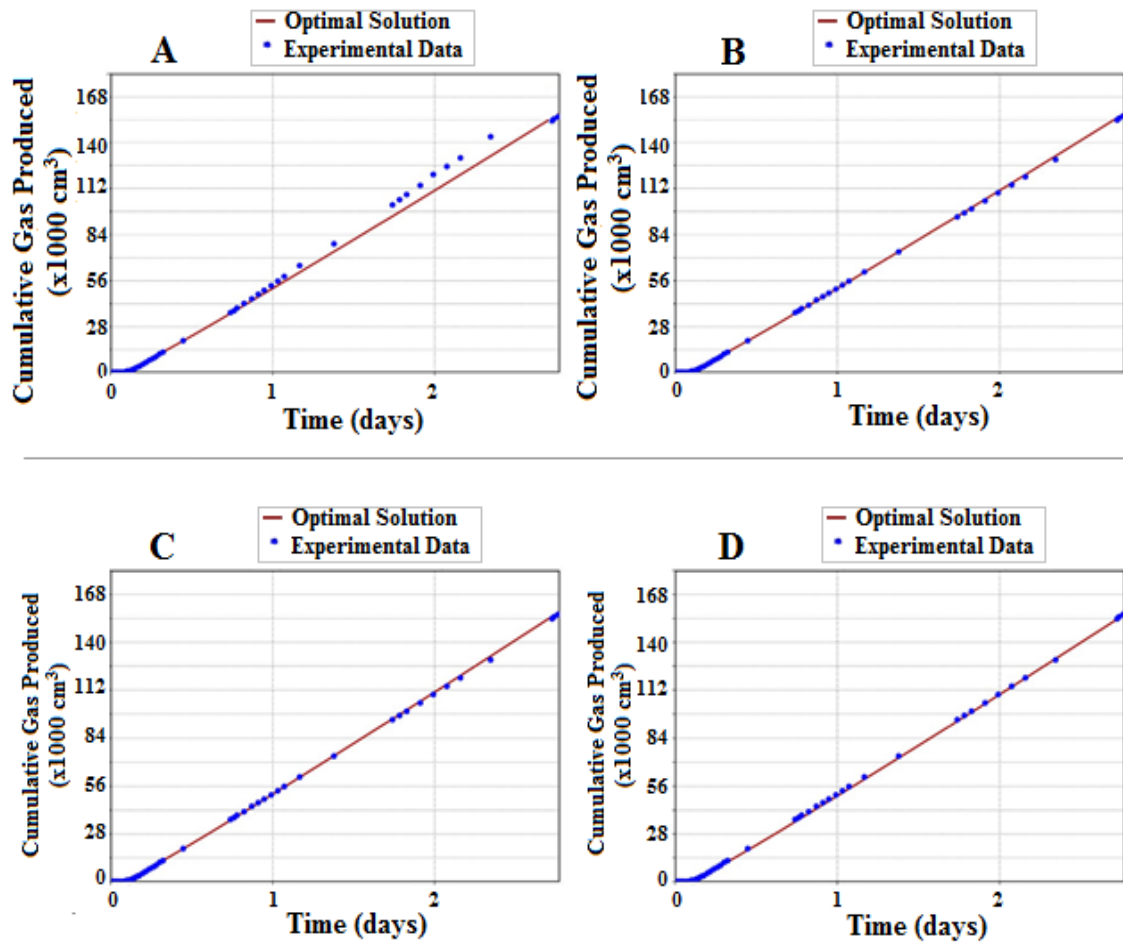 A
Optimal Solution
Experimental Data
Cumulative Gas Produced
(x1000 cm³)
168
140
112
84
56
28
0
0 1 2
Time (days)
B
Optimal Solution
Experimental Data
Cumulative Gas Produced
(x1000 cm³)
168
140
112
84
56
28
0
0 1 2
Time (days)
C
Optimal Solution
Experimental Data
Cumulative Gas Produced
(x1000 cm³)
168
140
112
84
56
28
0
0 1 2
Time (days)
D
Optimal Solution
Experimental Data
Cumulative Gas Produced
(x1000 cm³)
168
140
112
84
56
28
0
0 1 2
Time (days)